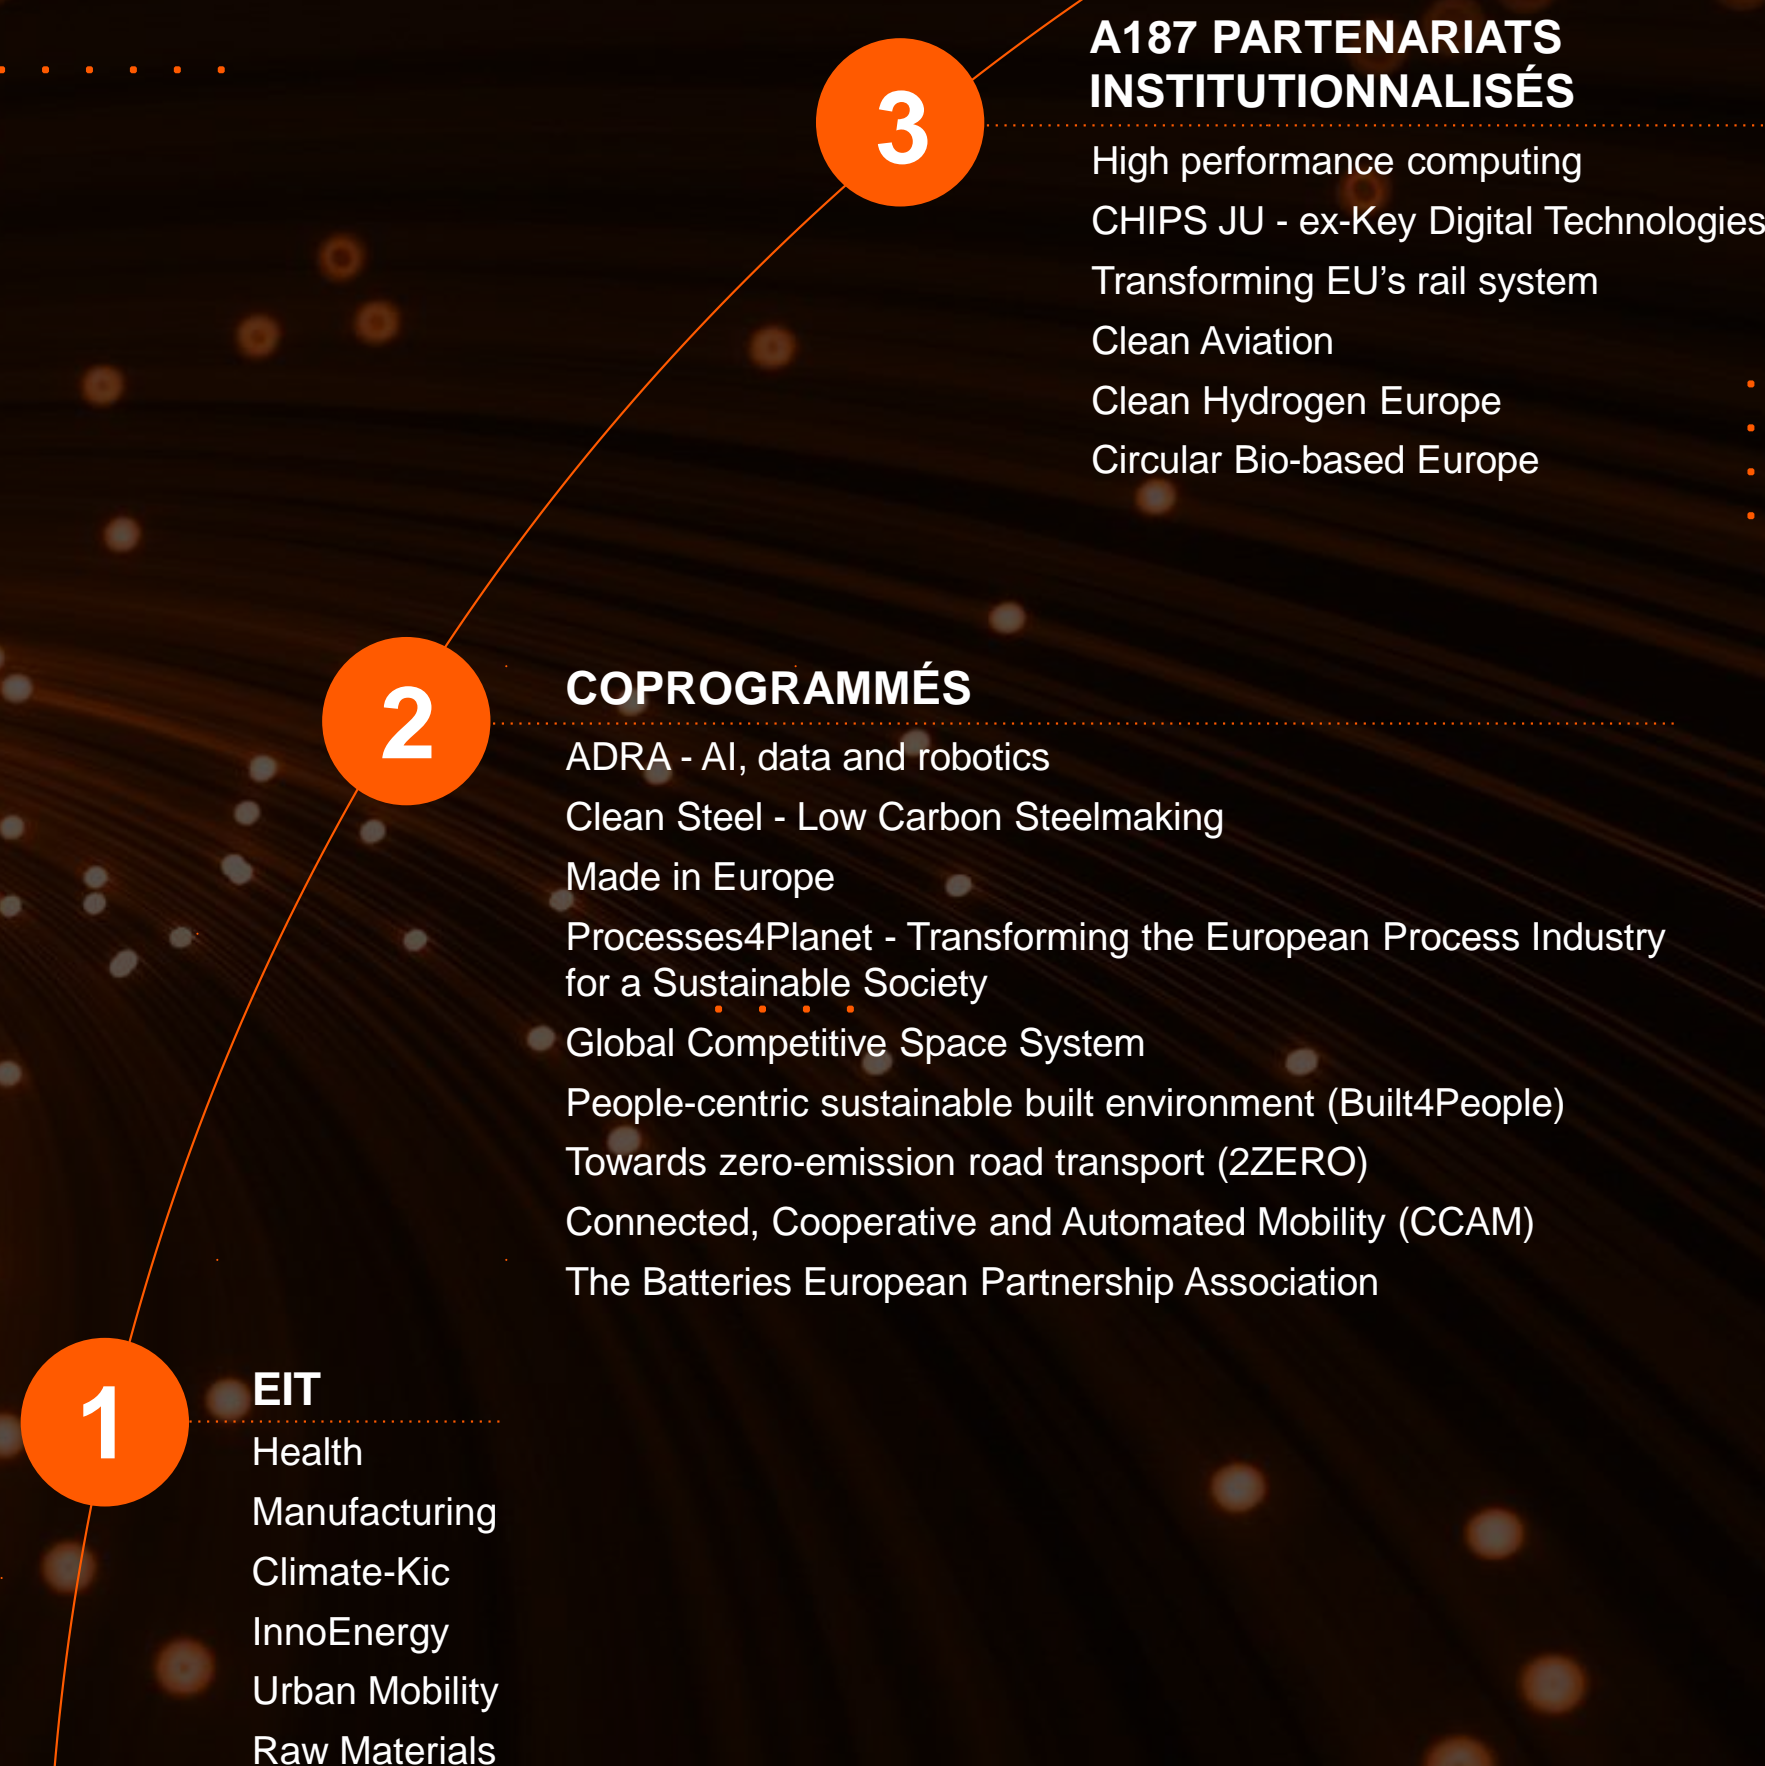 3
A187 PARTENARIATS
INSTITUTIONNALISÉS
High performance computing
CHIPS JU - ex-Key Digital Technologies
Transforming EU’s rail system
Clean Aviation
Clean Hydrogen Europe
Circular Bio-based Europe
2
COPROGRAMMÉS
ADRA - AI, data and robotics
Clean Steel - Low Carbon Steelmaking
Made in Europe
Processes4Planet - Transforming the European Process Industry
for a Sustainable Society
Global Competitive Space System
People-centric sustainable built environment (Built4People)
Towards zero-emission road transport (2ZERO)
Connected, Cooperative and Automated Mobility (CCAM)
The Batteries European Partnership Association
1
EIT
Health
Manufacturing
Climate-Kic
InnoEnergy
Urban Mobility
Raw Materials